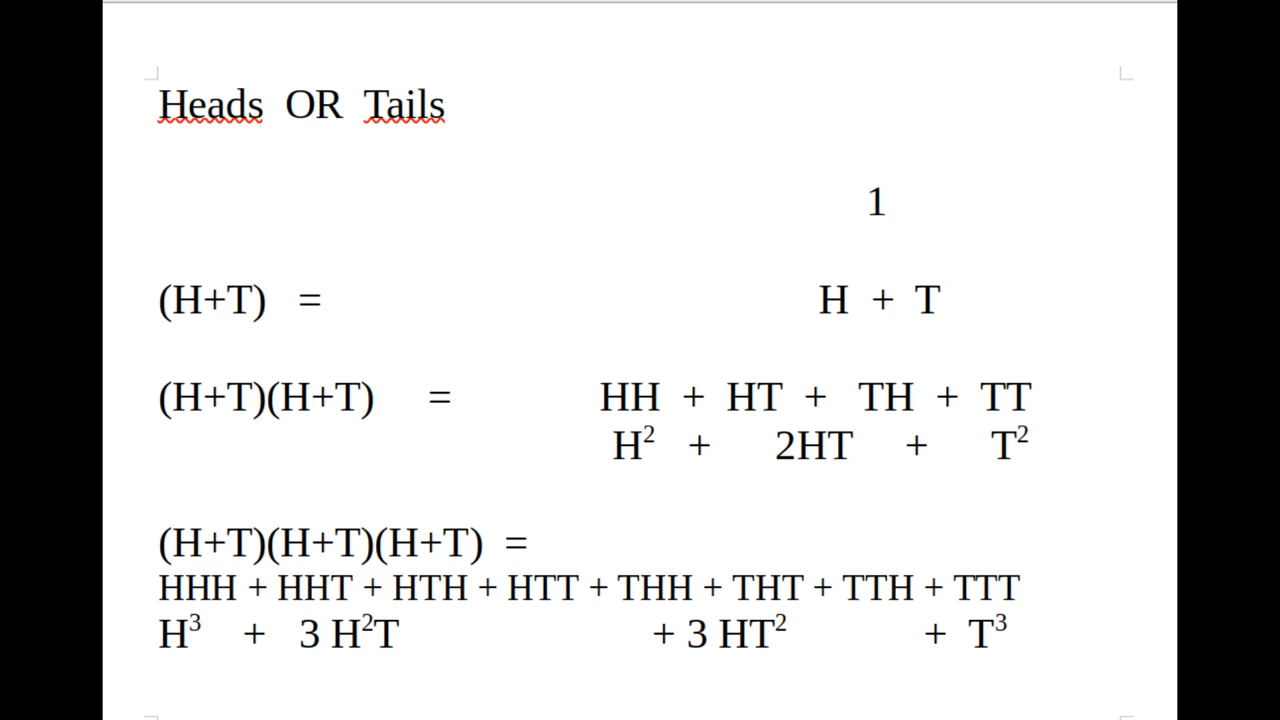 Heads OR Tails
1
(H+T) = H + T
(H+T)(H+T) = HH + HT + TH + TT
H² + 2HT + T²
(H+T)(H+T)(H+T) =
HHH + HHT + HTH + HTT + THH + THT + TTH + TTT
H³ + 3 H²T + 3 HT² + T³